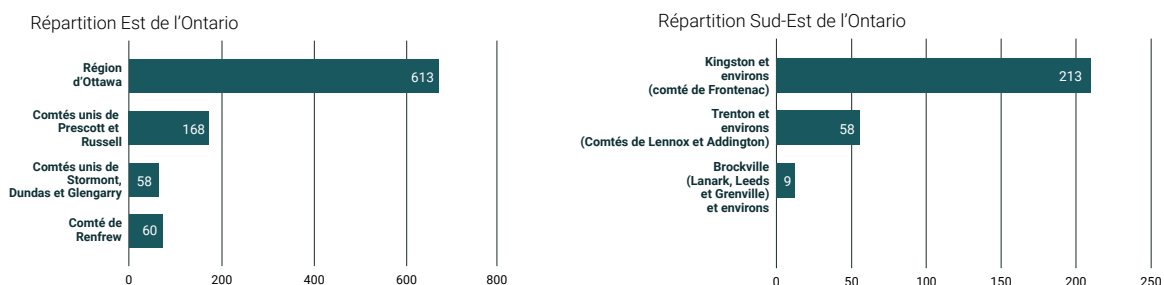 Répartition Est de l’Ontario
Région
d’Ottawa
613
Comtés unis de
Prescott et
Russell
168
Comtés unis de
Stormont,
Dundas et Glengarry
58
Comté de
Renfrew
60
0 200 400 600 800
Répartition Sud-Est de l’Ontario
Kingston et
environs
(comté de Frontenac)
213
Trenton et
environs
(Comtés de Lennox et Addington)
58
Brockville
(Lanark, Leeds
et Grenville)
et environs
9
0 50 100 150 200 250